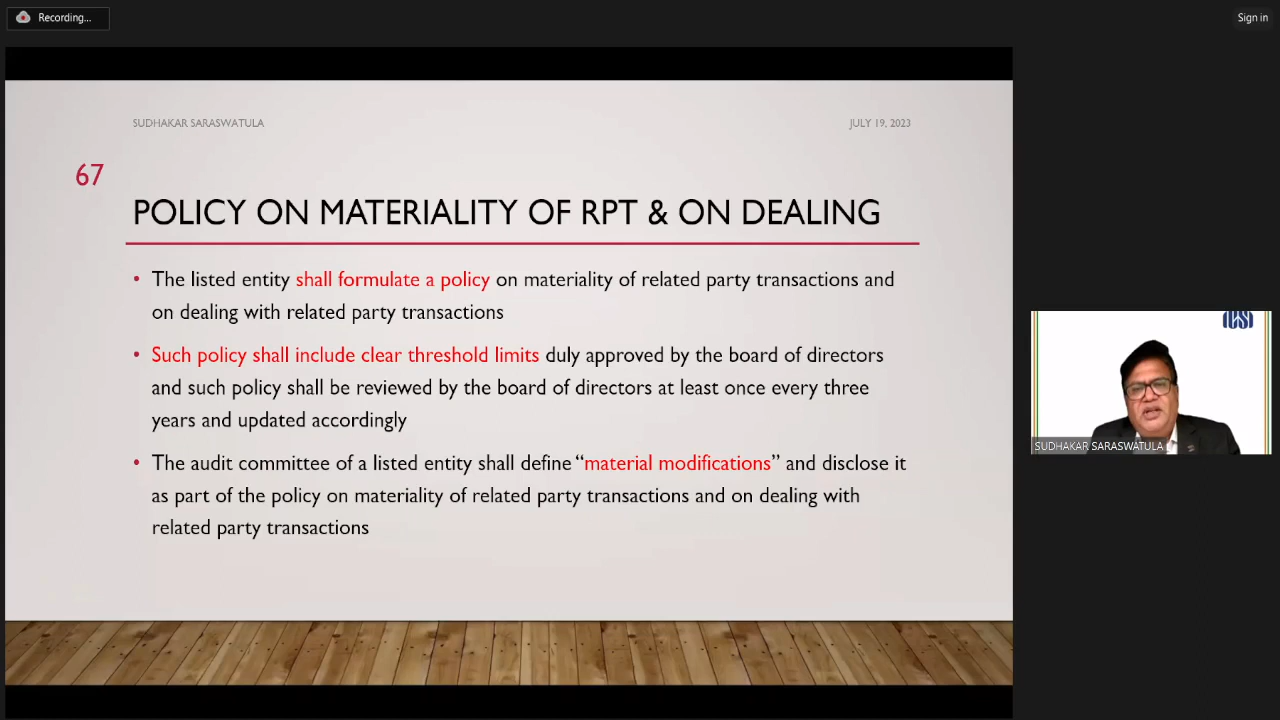 Recording...
Sign in
SUDHAKAR SARASWATULA
JULY 19, 2023
67
POLICY ON MATERIALITY OF RPT & ON DEALING
• The listed entity shall formulate a policy on materiality of related party transactions and
on dealing with related party transactions
• Such policy shall include clear threshold limits duly approved by the board of directors
and such policy shall be reviewed by the board of directors at least once every three
years and updated accordingly
• The audit committee of a listed entity shall define “material modifications” and disclose it
as part of the policy on materiality of related party transactions and on dealing with
related party transactions
SUDHAKAR SARASWATULA